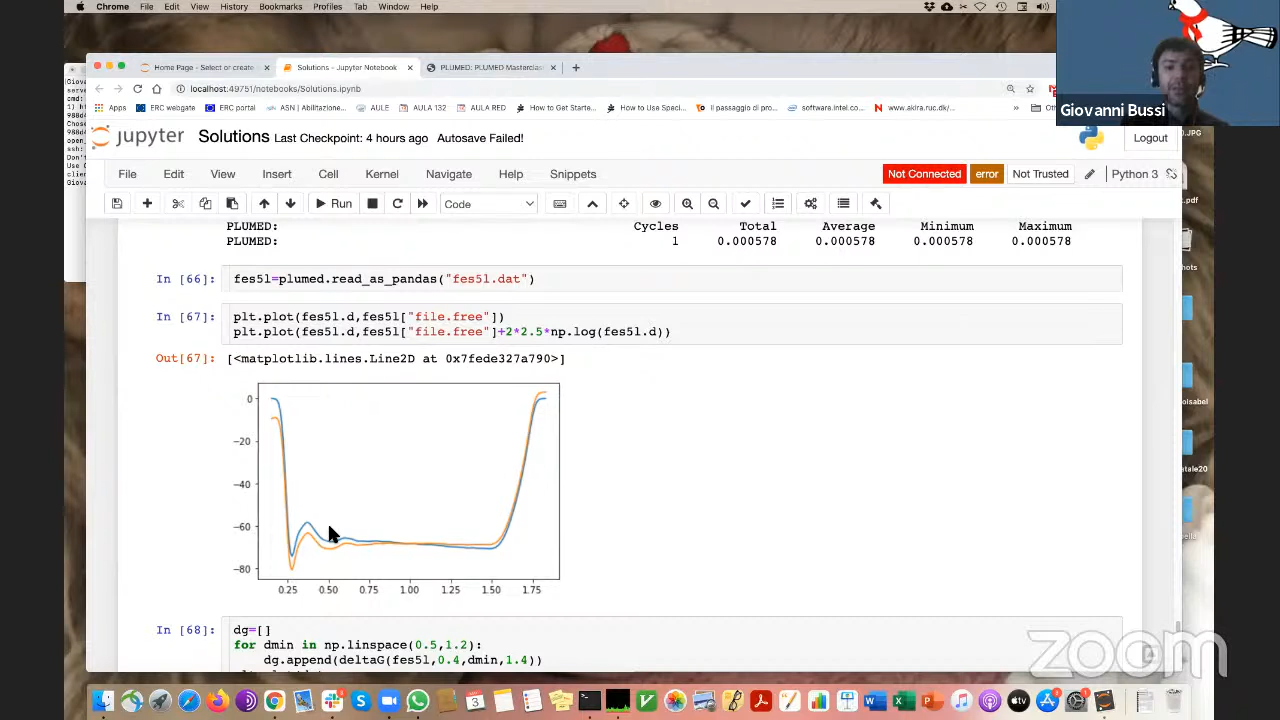 Chrome File Edit View History Bookmarks Profiles Tab Window Help
Giovanni Bussi
Home Page - Select or create
Solutions - Jupyter Notebook
PLUMED: PLUMED Masterclass
localhost:49751/notebooks/Solutions.ipynb
Apps ERC webgate ERC portal ASN | Abilitazione... AULE AULA 132 AULA RED How to Get Starte... How to Use Speci... Il passaggio di pro... software.intel.co... www.akira.ruc.dk/...
jupyter Solutions Last Checkpoint: 4 hours ago Autosave Failed!
Logout
File Edit View Insert Cell Kernel Navigate Help Snippets
Not Connected error Not Trusted Python 3
Run Code
PLUMED: Cycles Total Average Minimum Maximum
PLUMED: 1 0.000578 0.000578 0.000578 0.000578
In [66]: fes5l=plumed.read_as_pandas("fes5l.dat")
In [67]: plt.plot(fes5l.d,fes5l["file.free"])
plt.plot(fes5l.d,fes5l["file.free"]+2*2.5*np.log(fes5l.d))
Out[67]: [<matplotlib.lines.Line2D at 0x7fede327a790>]
0
−20
−40
−60
−80
0.25 0.50 0.75 1.00 1.25 1.50 1.75
In [68]: dg=[]
for dmin in np.linspace(0.5,1.2):
dg.append(deltaG(fes5l,0.4,dmin,1.4))
zoom